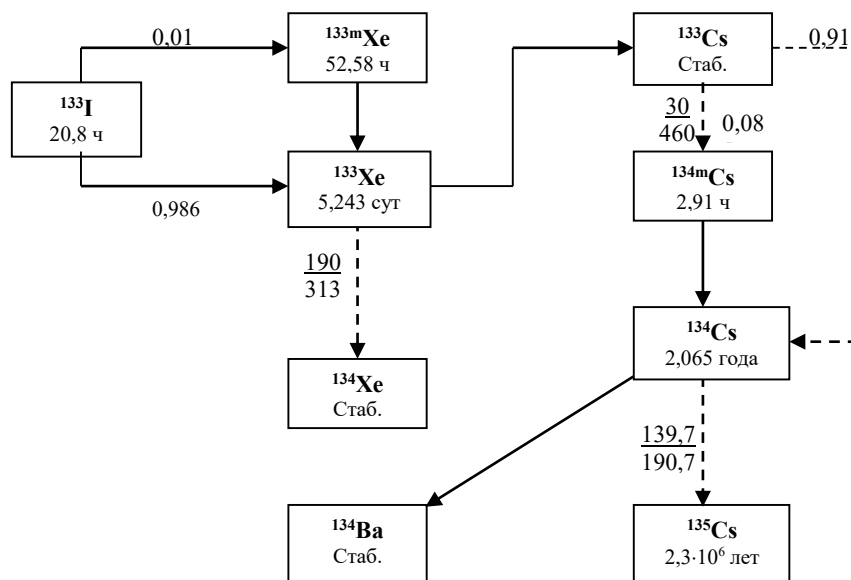 0,01
¹³³ᵐXe
52,58 ч
¹³³Cs
Стаб.
0,91
¹³³I
20,8 ч
30
460
0,08
¹³³Xe
5,243 сут
0,986
¹³⁴ᵐCs
2,91 ч
190
313
¹³⁴Cs
2,065 года
¹³⁴Xe
Стаб.
139,7
190,7
¹³⁴Ba
Стаб.
¹³⁵Cs
2,3·10⁶ лет